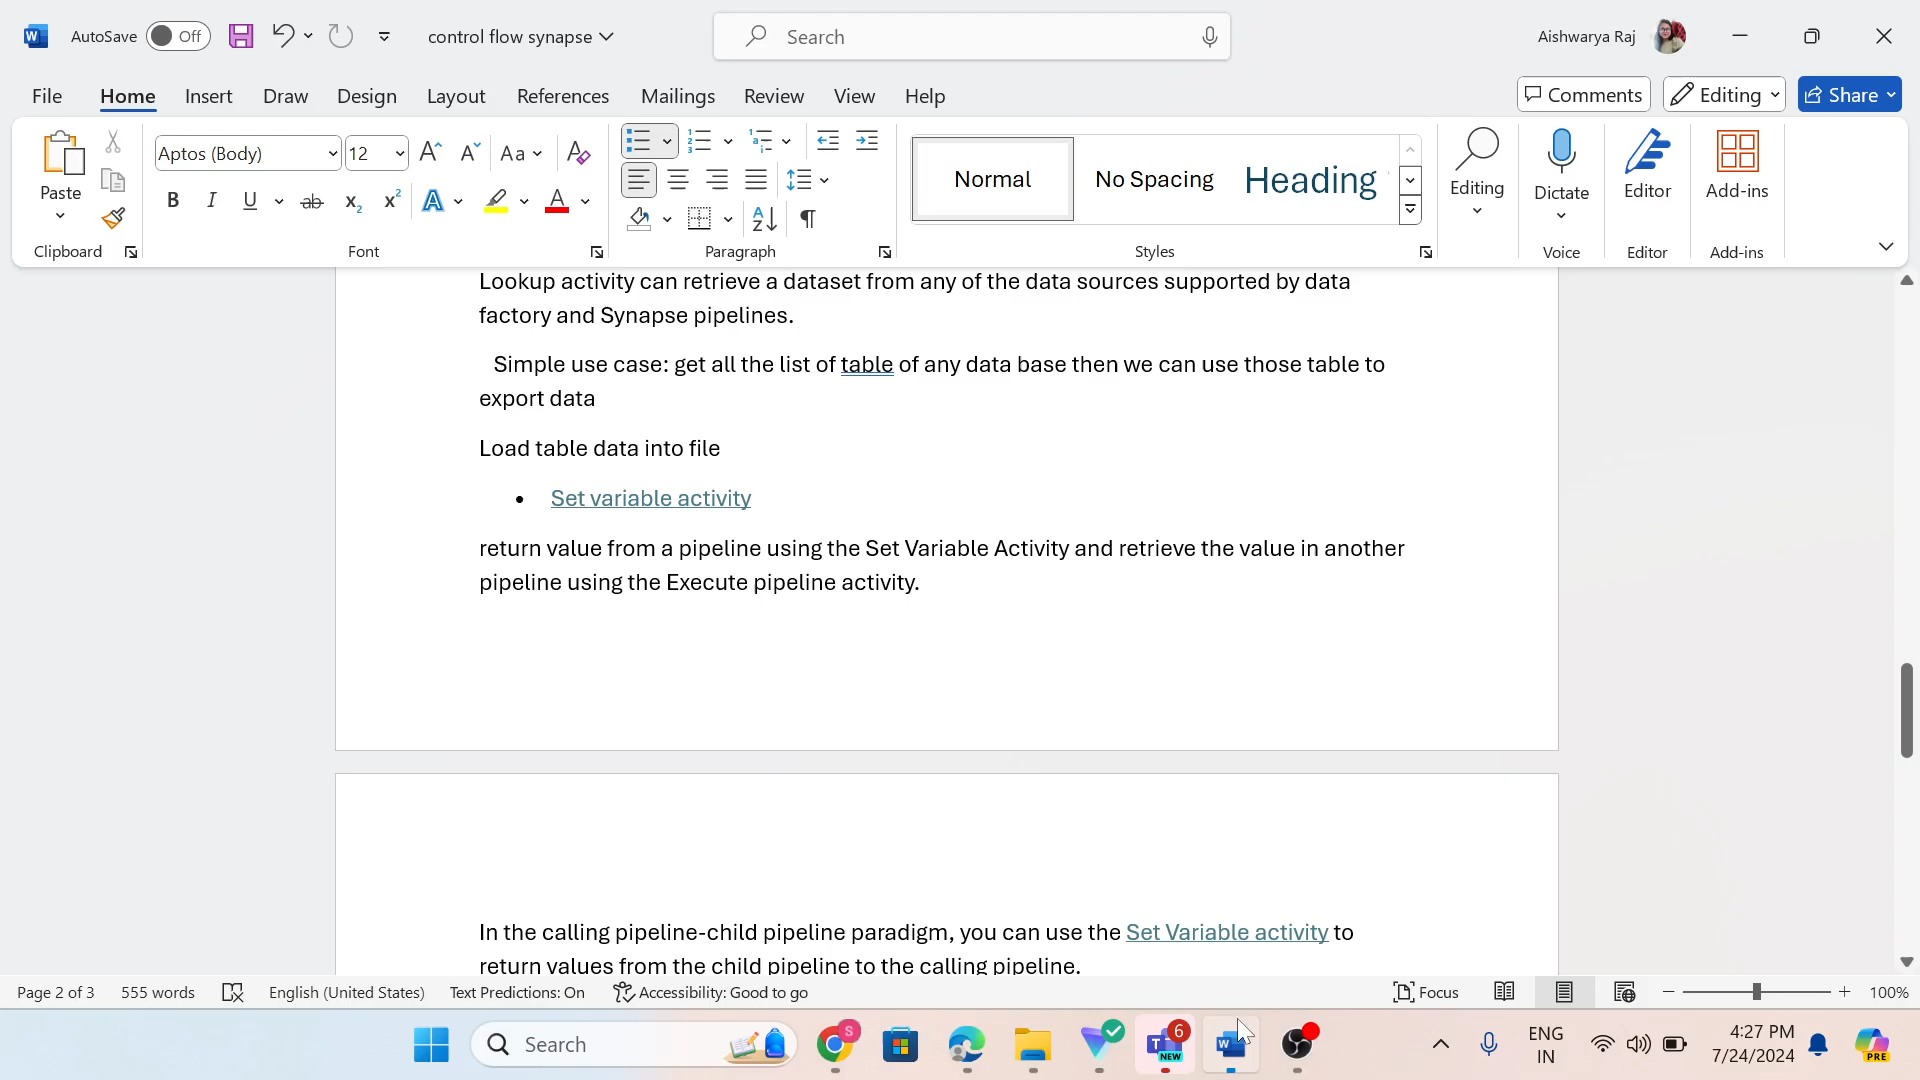 AutoSave Off control flow synapse Search Aishwarya Raj
File Home Insert Draw Design Layout References Mailings Review View Help Comments Editing Share
Paste Aptos (Body) 12 Aa Normal No Spacing Heading Editing Dictate Editor Add-ins
Clipboard Font Paragraph Styles Voice Editor Add-ins
Lookup activity can retrieve a dataset from any of the data sources supported by data
factory and Synapse pipelines.
Simple use case: get all the list of table of any data base then we can use those table to
export data
Load table data into file
• Set variable activity
return value from a pipeline using the Set Variable Activity and retrieve the value in another
pipeline using the Execute pipeline activity.
In the calling pipeline-child pipeline paradigm, you can use the Set Variable activity to
return values from the child pipeline to the calling pipeline.
Page 2 of 3 555 words English (United States) Text Predictions: On Accessibility: Good to go Focus 100%
Search S 6 NEW ENG 4:27 PM
IN 7/24/2024 PRE